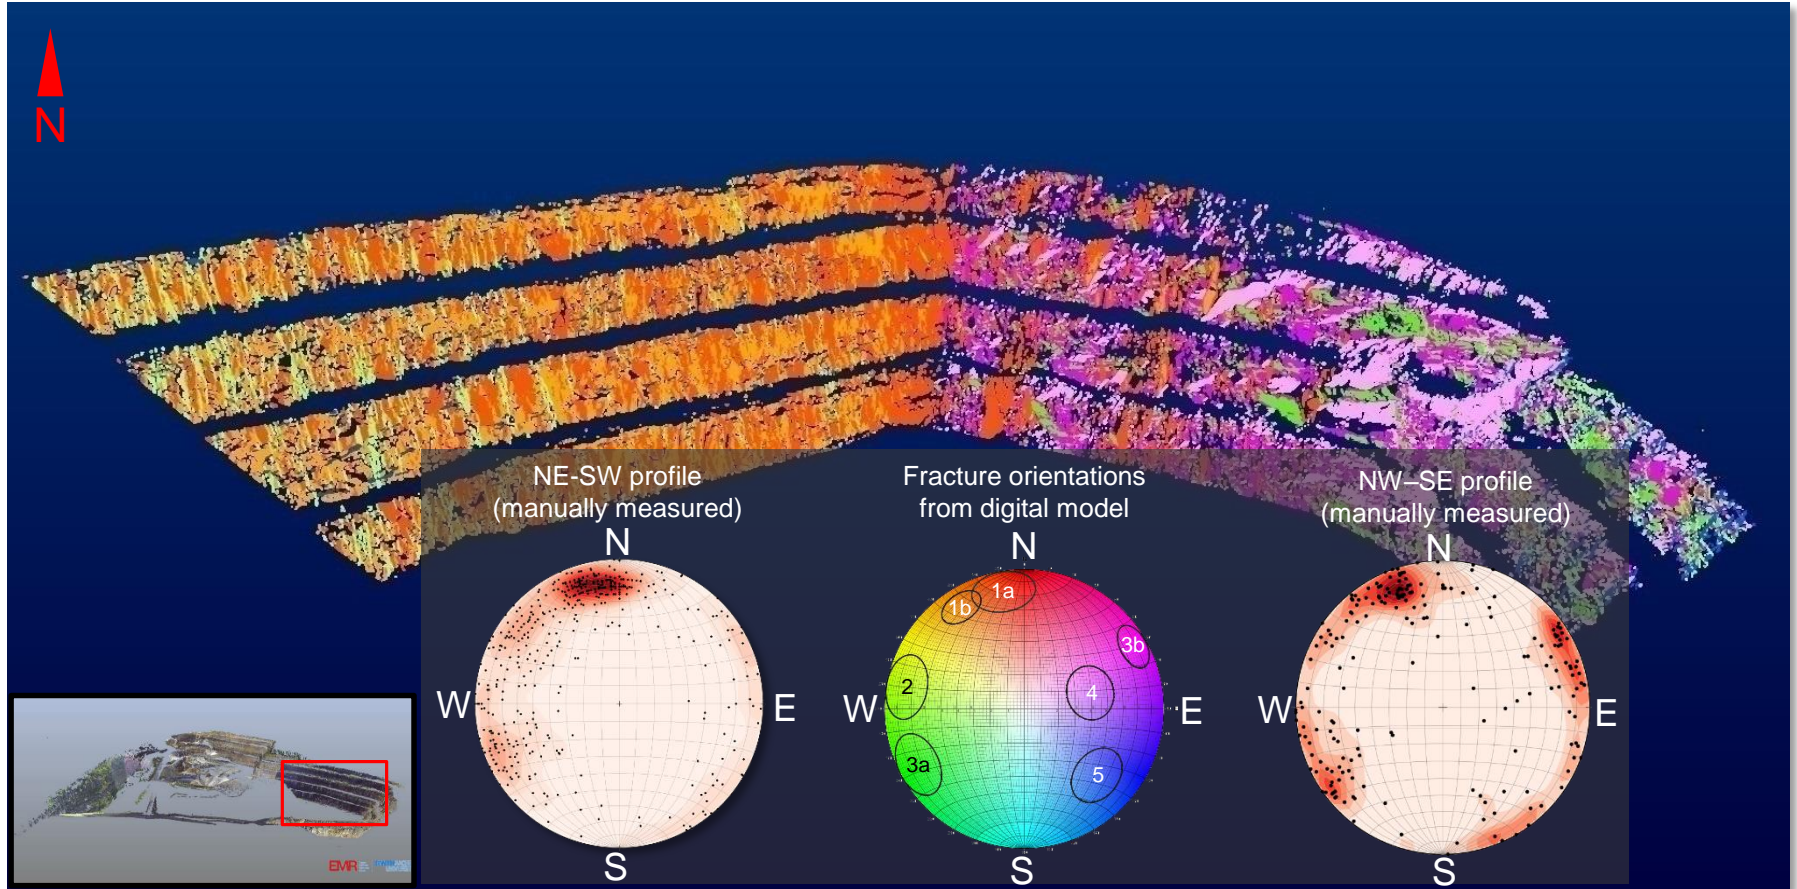 N
NE-SW profile
(manually measured)
N
W
E
S
Fracture orientations
from digital model
N
1a
1b
2
3a
3b
4
5
W
E
S
NW–SE profile
(manually measured)
N
W
E
S
EMR